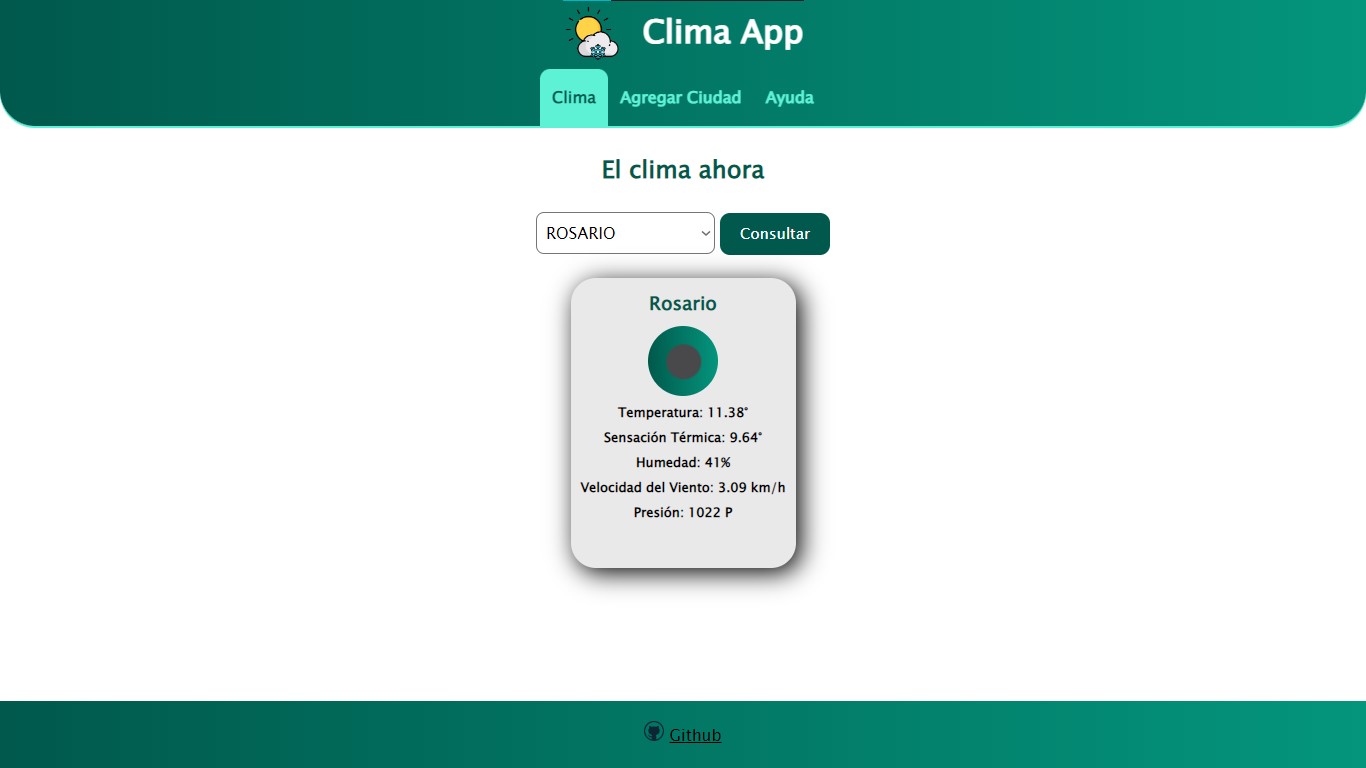 Clima App
Clima Agregar Ciudad Ayuda
El clima ahora
ROSARIO Consultar
Rosario
Temperatura: 11.38°
Sensación Térmica: 9.64°
Humedad: 41%
Velocidad del Viento: 3.09 km/h
Presión: 1022 P
Github